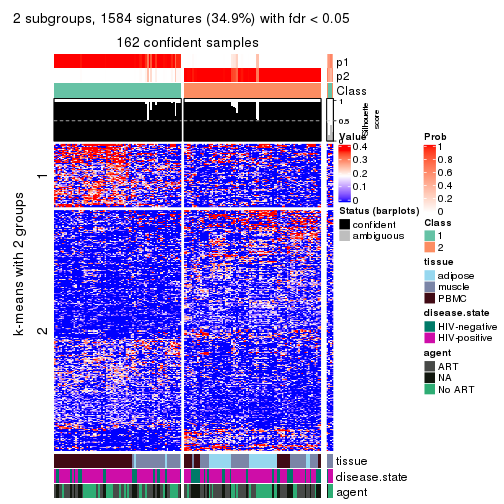 2 subgroups, 1584 signatures (34.9%) with fdr < 0.05
162 confident samples
p1
p2
Class
1
0.5
0
Silhouette
score
k-means with 2 groups
1
2
tissue
disease.state
agent
Value
0.4
0.3
0.2
0.1
0
Status (barplots)
confident
ambiguous
Prob
1
0.8
0.6
0.4
0.2
0
Class
1
2
tissue
adipose
muscle
PBMC
disease.state
HIV-negative
HIV-positive
agent
ART
NA
No ART